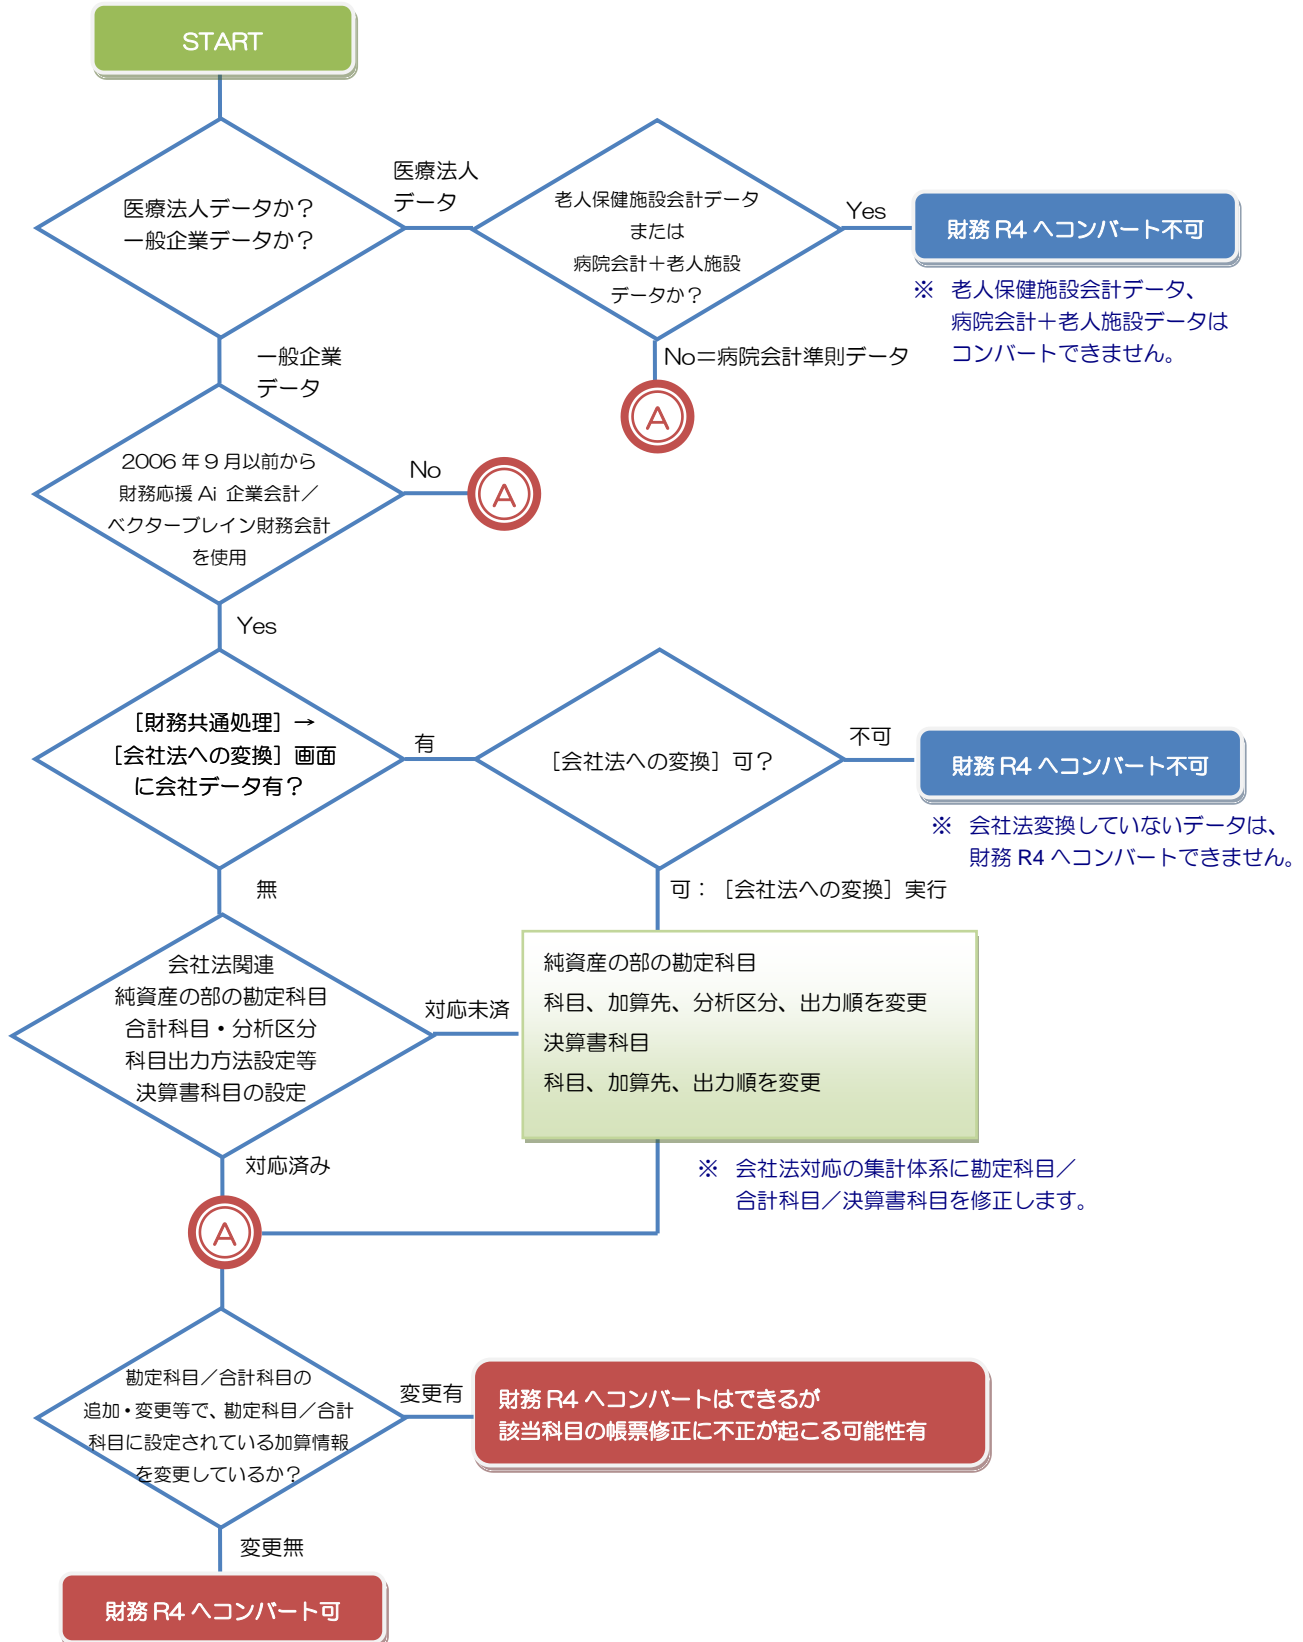 START
医療法人データか？
一般企業データか？
医療法人
データ
老人保健施設会計データ
または
病院会計＋老人施設
データか？
Yes
財務 R4 へコンバート不可
※ 老人保健施設会計データ、
病院会計＋老人施設データは
コンバートできません。
No＝病院会計準則データ
A
一般企業
データ
2006 年 9 月以前から
財務応援 Ai 企業会計／
ベクターブレイン財務会計
を使用
No
A
Yes
［財務共通処理］→
［会社法への変換］画面
に会社データ有？
有
［会社法への変換］可？
不可
財務 R4 へコンバート不可
※ 会社法変換していないデータは、
財務 R4 へコンバートできません。
無
可：［会社法への変換］実行
会社法関連
純資産の部の勘定科目
合計科目・分析区分
科目出力方法設定等
決算書科目の設定
対応未済
純資産の部の勘定科目
科目、加算先、分析区分、出力順を変更
決算書科目
科目、加算先、出力順を変更
対応済み
※ 会社法対応の集計体系に勘定科目／
合計科目／決算書科目を修正します。
A
勘定科目／合計科目の
追加・変更等で、勘定科目／合計
科目に設定されている加算情報
を変更しているか？
変更有
財務 R4 へコンバートはできるが
該当科目の帳票修正に不正が起こる可能性有
変更無
財務 R4 へコンバート可